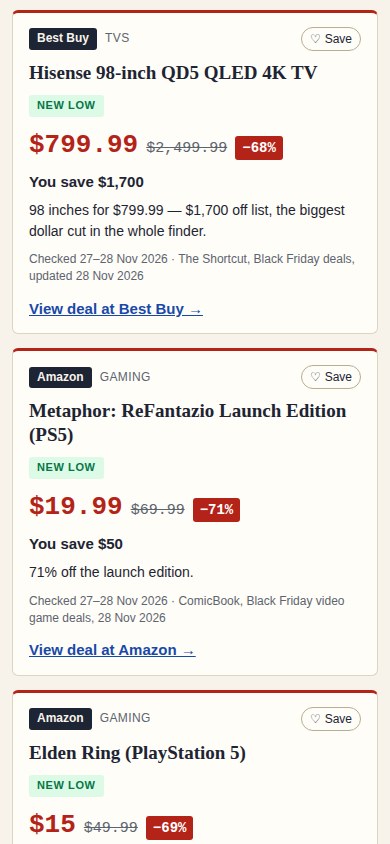 Best Buy TVS ♡ Save
Hisense 98-inch QD5 QLED 4K TV
NEW LOW
$799.99 $2,499.99 −68%
You save $1,700
98 inches for $799.99 — $1,700 off list, the biggest
dollar cut in the whole finder.
Checked 27–28 Nov 2026 · The Shortcut, Black Friday deals,
updated 28 Nov 2026
View deal at Best Buy →
Amazon GAMING ♡ Save
Metaphor: ReFantazio Launch Edition
(PS5)
NEW LOW
$19.99 $69.99 −71%
You save $50
71% off the launch edition.
Checked 27–28 Nov 2026 · ComicBook, Black Friday video
game deals, 28 Nov 2026
View deal at Amazon →
Amazon GAMING ♡ Save
Elden Ring (PlayStation 5)
NEW LOW
$15 $49.99 −69%